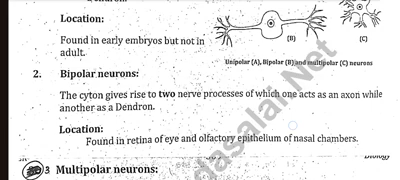 Location:
(B)
(C)
Found in early embryos but not in
adult.
Unipolar (A), Bipolar (B) and multipolar (C) neurons
2. Bipolar neurons:
The cyton gives rise to two nerve processes of which one acts as an axon while
another as a Dendron.
Location:
Found in retina of eye and olfactory epithelium of nasal chambers.
Biology
3 Multipolar neurons: